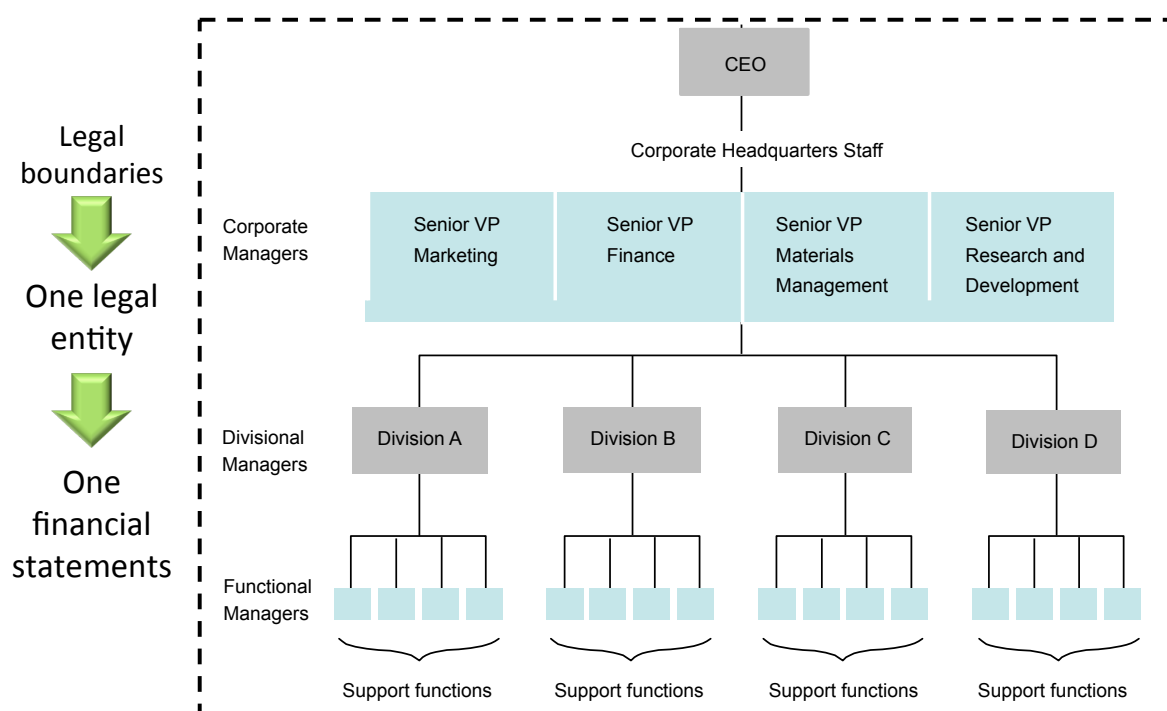 Legal
boundaries
One legal
entity
One
financial
statements
CEO
Corporate Headquarters Staff
Corporate
Managers
Senior VP
Marketing
Senior VP
Finance
Senior VP
Materials
Management
Senior VP
Research and
Development
Divisional
Managers
Division A
Division B
Division C
Division D
Functional
Managers
Support functions
Support functions
Support functions
Support functions